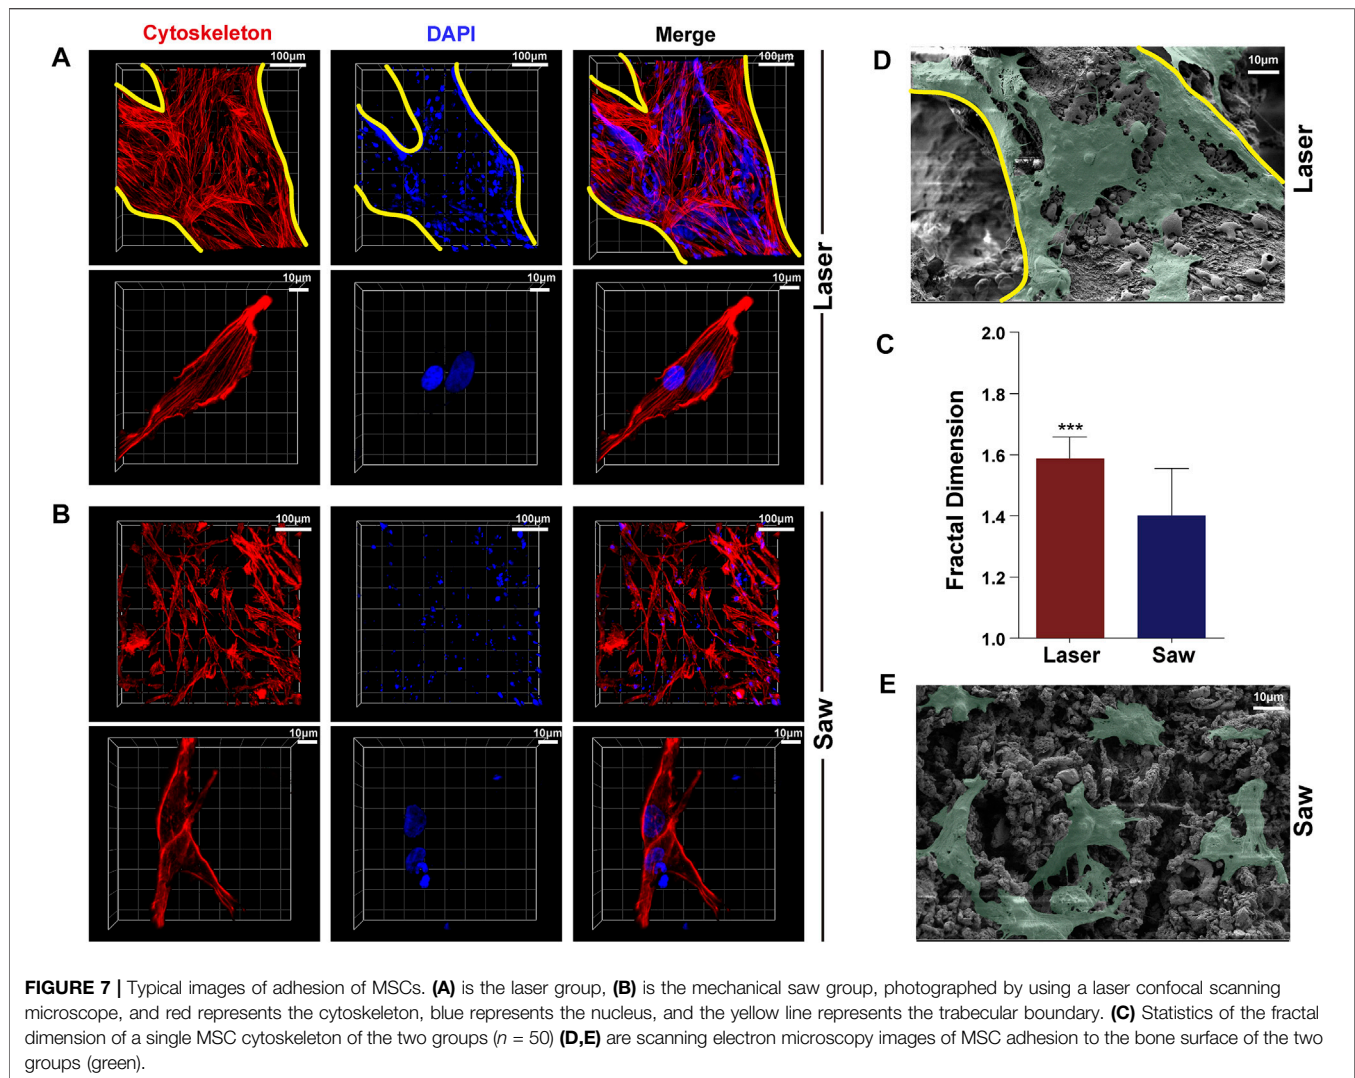 Cytoskeleton
DAPI
Merge
A
100µm
100µm
100µm
10µm
10µm
10µm
Laser
B
100µm
100µm
100µm
10µm
10µm
10µm
Saw
D
10µm
Laser
C
Fractal Dimension
2.0
1.8
1.6
1.4
1.2
1.0
***
Laser
Saw
E
10µm
Saw
FIGURE 7 | Typical images of adhesion of MSCs. (A) is the laser group, (B) is the mechanical saw group, photographed by using a laser confocal scanning
microscope, and red represents the cytoskeleton, blue represents the nucleus, and the yellow line represents the trabecular boundary. (C) Statistics of the fractal
dimension of a single MSC cytoskeleton of the two groups (n = 50) (D,E) are scanning electron microscopy images of MSC adhesion to the bone surface of the two
groups (green).